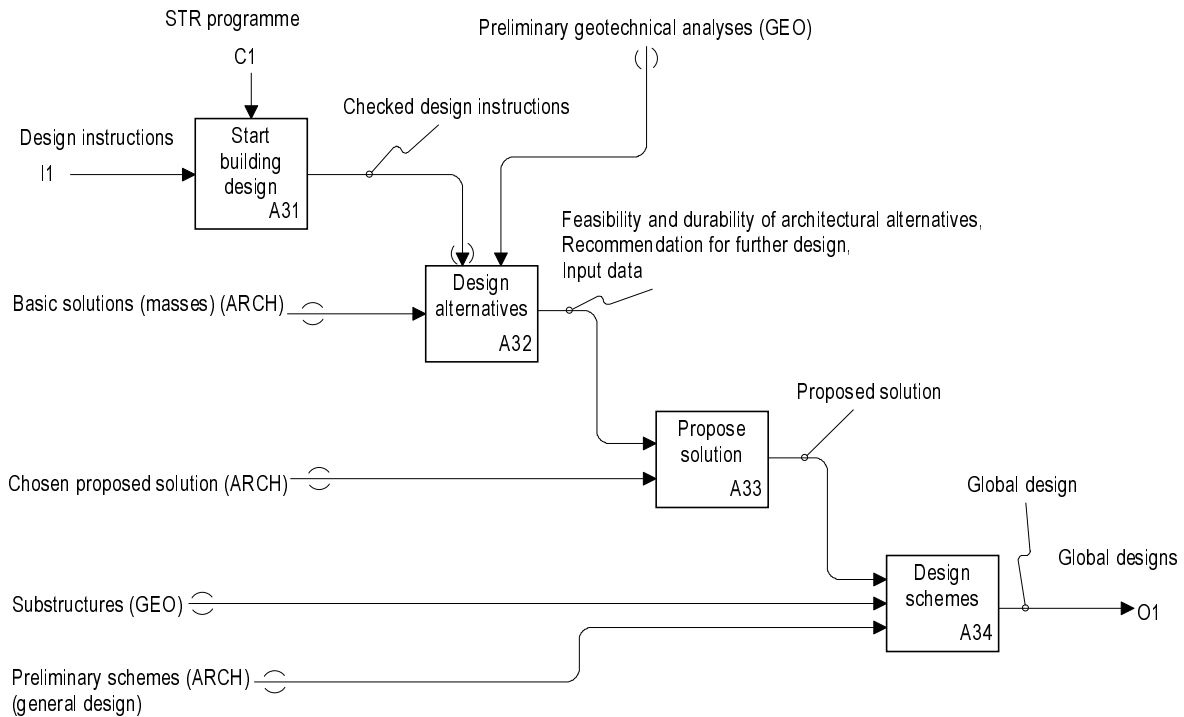 STR programme
C1
Preliminary geotechnical analyses (GEO)
Checked design instructions
Design instructions
I1
Start
building
design
A31
Feasibility and durability of architectural alternatives,
Recommendation for further design,
Input data
Basic solutions (masses) (ARCH)
Design
alternatives
A32
Proposed solution
Propose
solution
A33
Chosen proposed solution (ARCH)
Global design
Global designs
Design
schemes
A34
O1
Substructures (GEO)
Preliminary schemes (ARCH)
(general design)